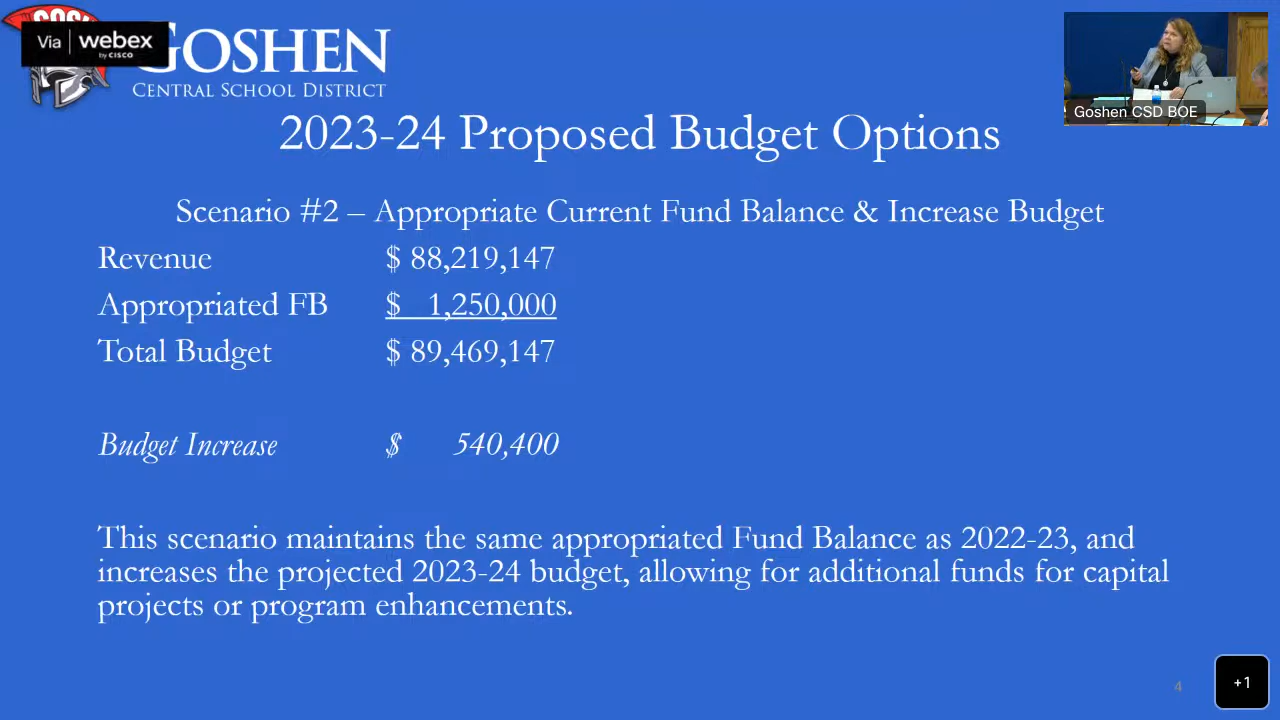 Via | webex
by CISCO
GOSHEN
CENTRAL SCHOOL DISTRICT
Goshen CSD BOE
2023-24 Proposed Budget Options
Scenario #2 – Appropriate Current Fund Balance & Increase Budget
Revenue $ 88,219,147
Appropriated FB $ 1,250,000
Total Budget $ 89,469,147
Budget Increase $ 540,400
This scenario maintains the same appropriated Fund Balance as 2022-23, and
increases the projected 2023-24 budget, allowing for additional funds for capital
projects or program enhancements.
4
+1